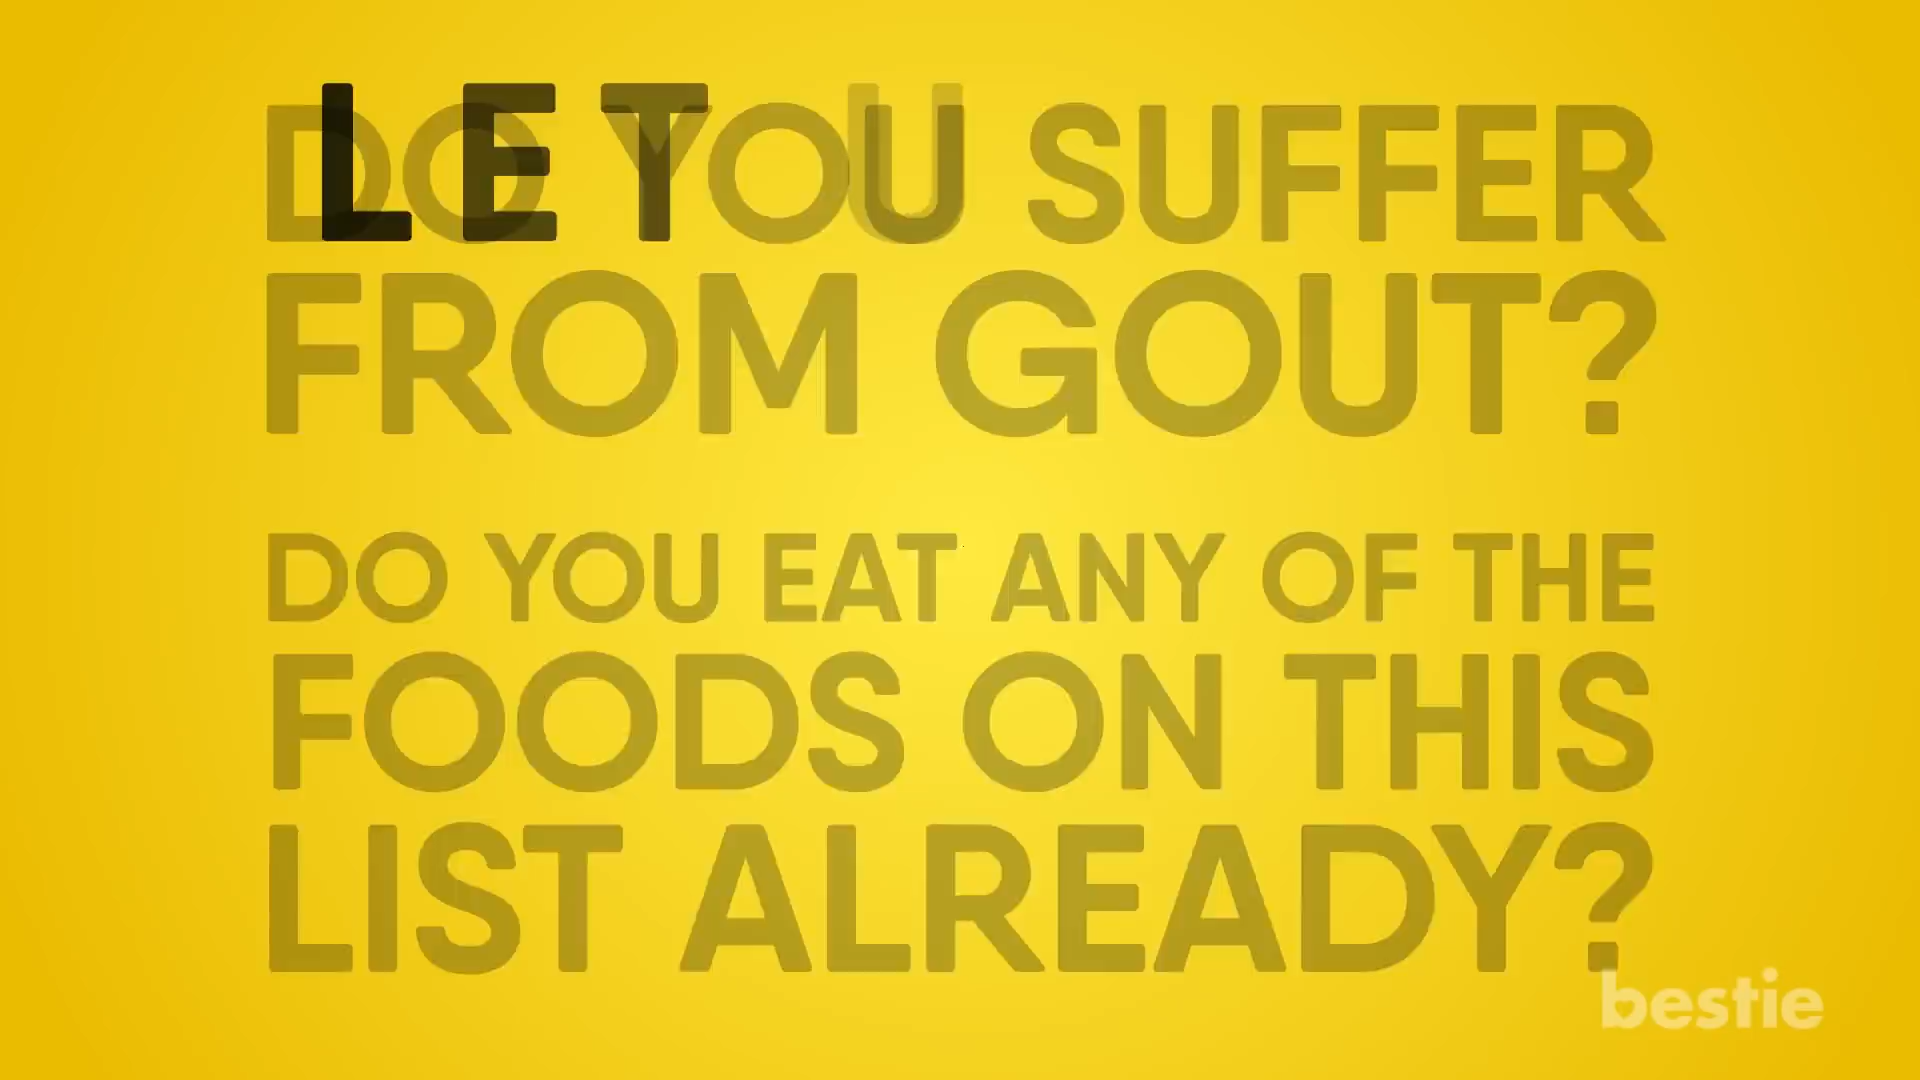 DO YOU SUFFER
FROM GOUT?
DO YOU EAT ANY OF THE
FOODS ON THIS
LIST ALREADY?
LET U
bestie